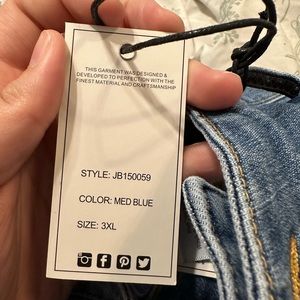 THIS GARMENT WAS DESIGNED &
DEVELOPED TO PERFECTION WITH THE
FINEST MATERIAL AND CRAFTSMANSHIP
STYLE: JB150059
COLOR: MED BLUE
SIZE: 3XL